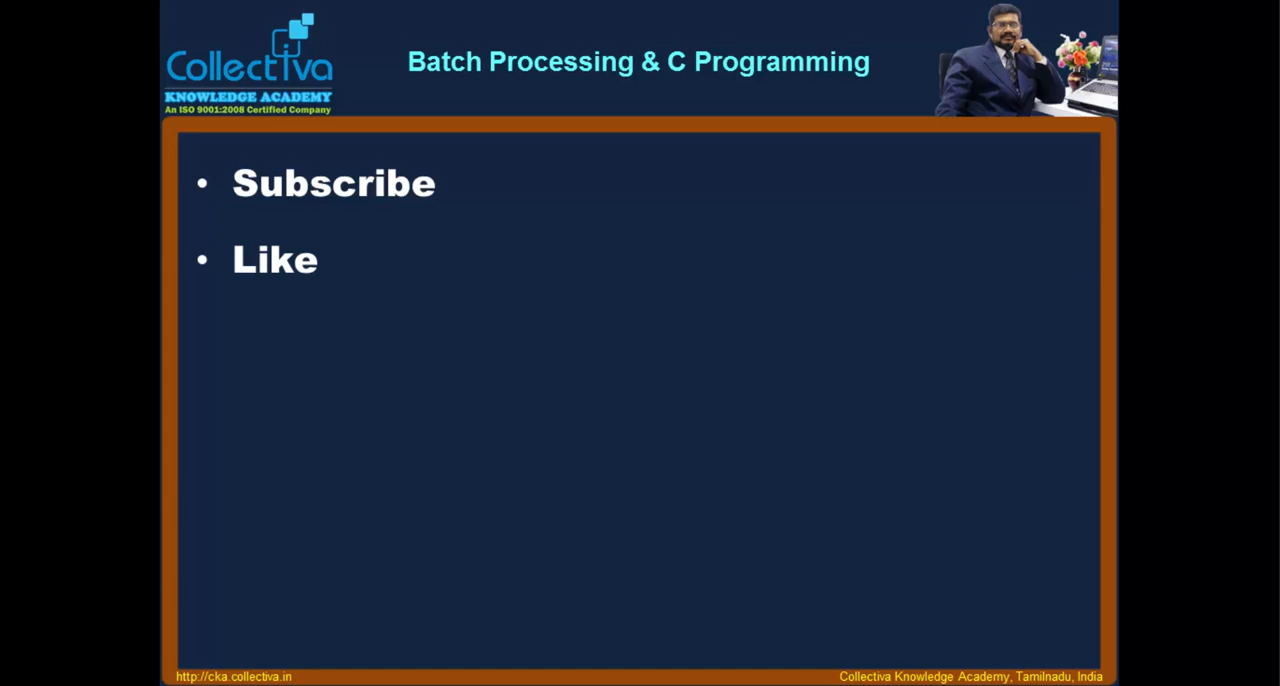 Collectiva
KNOWLEDGE ACADEMY
An ISO 9001:2008 Certified Company
Batch Processing & C Programming
• Subscribe
• Like
http://cka.collectiva.in
Collectiva Knowledge Academy, Tamilnadu, India